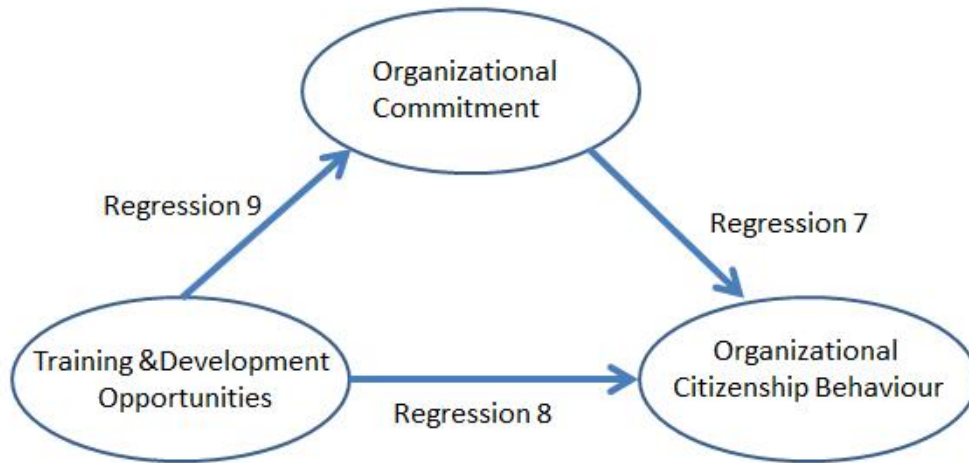 Organizational
Commitment
Regression 9
Regression 7
Training &Development
Opportunities
Regression 8
Organizational
Citizenship Behaviour